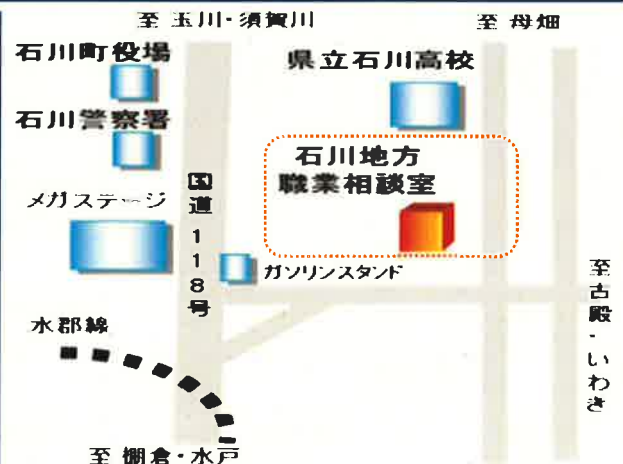 至 玉川・須賀川
至 母畑
石川町役場
県立石川高校
石川警察署
石川地方
職業相談室
メガステージ
国道118号
ガソリンスタンド
至古殿・いわき
水郡線
至 棚倉・水戸